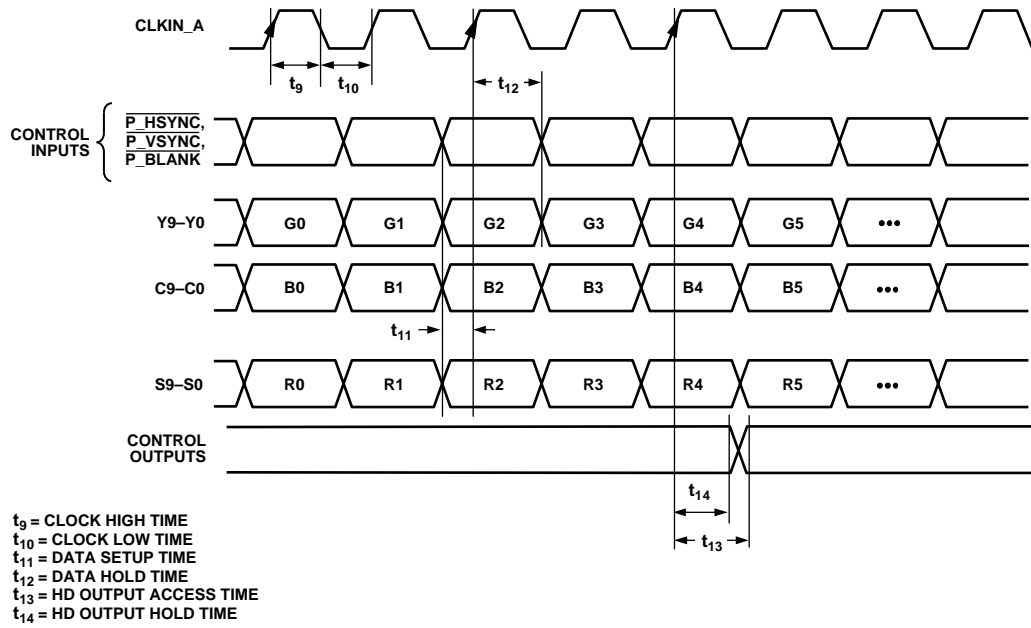 CLKIN_A
t9 t10 t12
CONTROL INPUTS
P_HSYNC,
P_VSYNC,
P_BLANK
Y9–Y0 G0 G1 G2 G3 G4 G5 •••
C9–C0 B0 B1 B2 B3 B4 B5 •••
t11
S9–S0 R0 R1 R2 R3 R4 R5 •••
CONTROL
OUTPUTS
t14
t13
t9 = CLOCK HIGH TIME
t10 = CLOCK LOW TIME
t11 = DATA SETUP TIME
t12 = DATA HOLD TIME
t13 = HD OUTPUT ACCESS TIME
t14 = HD OUTPUT HOLD TIME